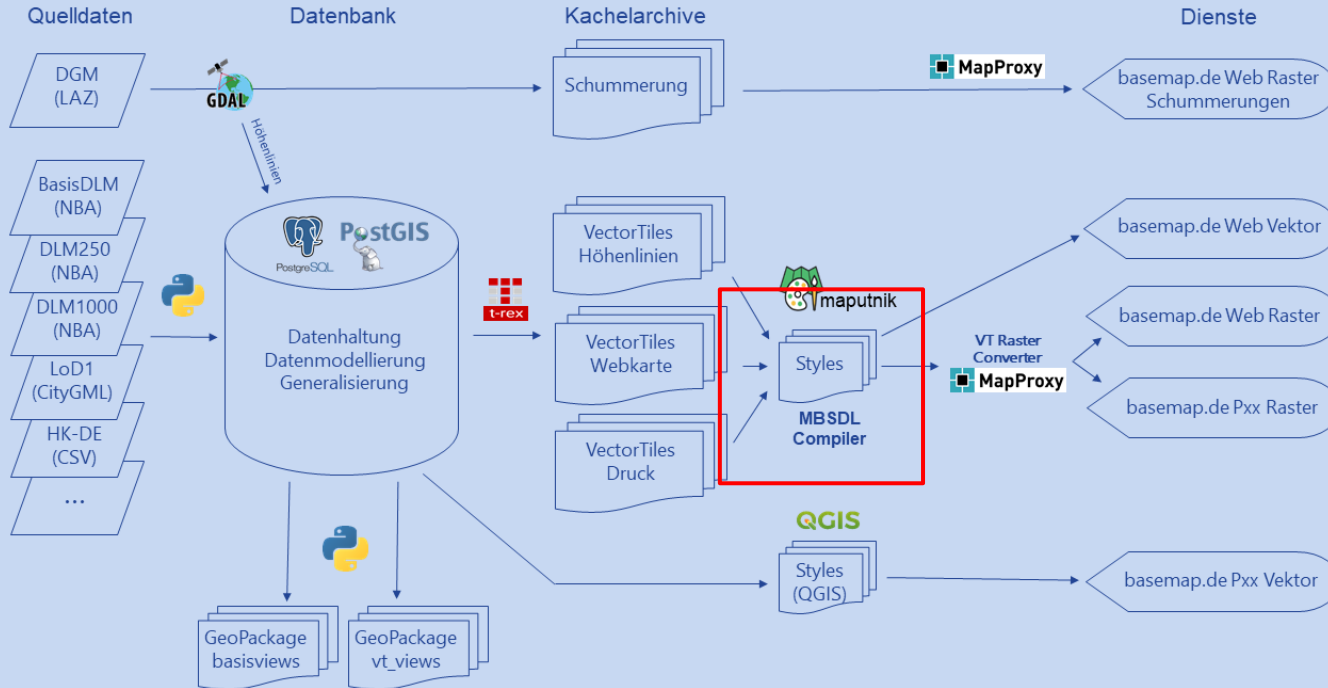 Quelldaten
Datenbank
Kachelarchive
Dienste
DGM
(LAZ)
GDAL
Schummerung
MapProxy
basemap.de Web Raster
Schummerungen
Höhenlinien
BasisDLM
(NBA)
DLM250
(NBA)
DLM1000
(NBA)
LoD1
(CityGML)
HK-DE
(CSV)
...
PostgreSQL
PostGIS
Datenhaltung
Datenmodellierung
Generalisierung
t-rex
VectorTiles
Höhenlinien
VectorTiles
Webkarte
VectorTiles
Druck
maputnik
Styles
MBSDL
Compiler
VT Raster
Converter
MapProxy
basemap.de Web Vektor
basemap.de Web Raster
basemap.de Pxx Raster
QGIS
Styles
(QGIS)
basemap.de Pxx Vektor
GeoPackage
basisviews
GeoPackage
vt_views